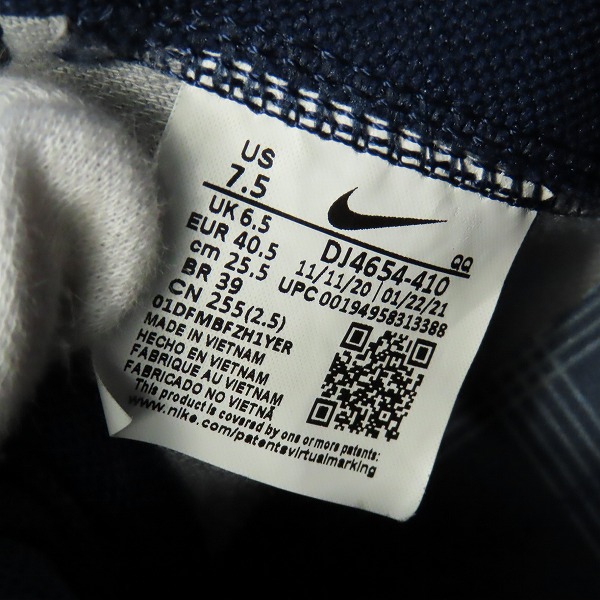 US
7.5
UK 6.5
EUR 40.5
cm 25.5
BR 39
CN 255(2.5)
01DFMBFZH1YER
MADE IN VIETNAM
HECHO EN VIETNAM
FABRIQUE AU VIETNAM
FABRICADO NO VIETNÃ
This product is covered by one or more patents:
www.nike.com/patentsvirtualmarking
DJ4654-410
QQ
11/11/20 | 01/22/21
UPC 00194958313388